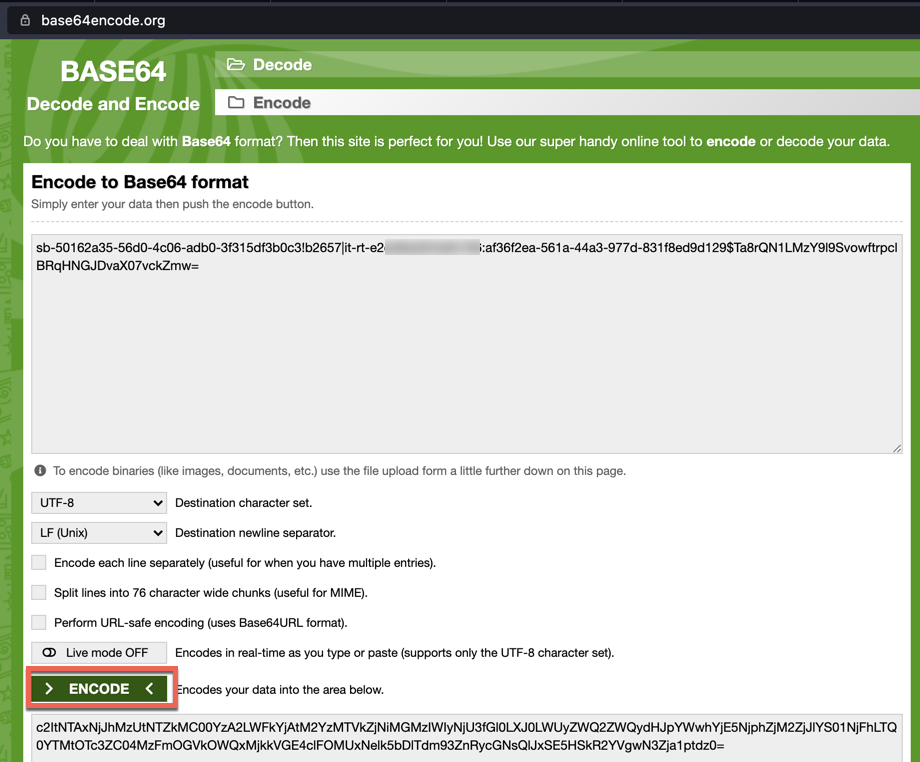 base64encode.org
BASE64
Decode and Encode
Decode
Encode
Do you have to deal with Base64 format? Then this site is perfect for you! Use our super handy online tool to encode or decode your data.
Encode to Base64 format
Simply enter your data then push the encode button.
sb-50162a35-56d0-4c06-adb0-3f315df3b0c3!b2657|it-rt-e2 :af36f2ea-561a-44a3-977d-831f8ed9d129$Ta8rQN1LMzY9l9SvowftrpcI
BRqHNGJDvaX07vckZmw=
To encode binaries (like images, documents, etc.) use the file upload form a little further down on this page.
UTF-8 Destination character set.
LF (Unix) Destination newline separator.
Encode each line separately (useful for when you have multiple entries).
Split lines into 76 character wide chunks (useful for MIME).
Perform URL-safe encoding (uses Base64URL format).
Live mode OFF Encodes in real-time as you type or paste (supports only the UTF-8 character set).
> ENCODE < Encodes your data into the area below.